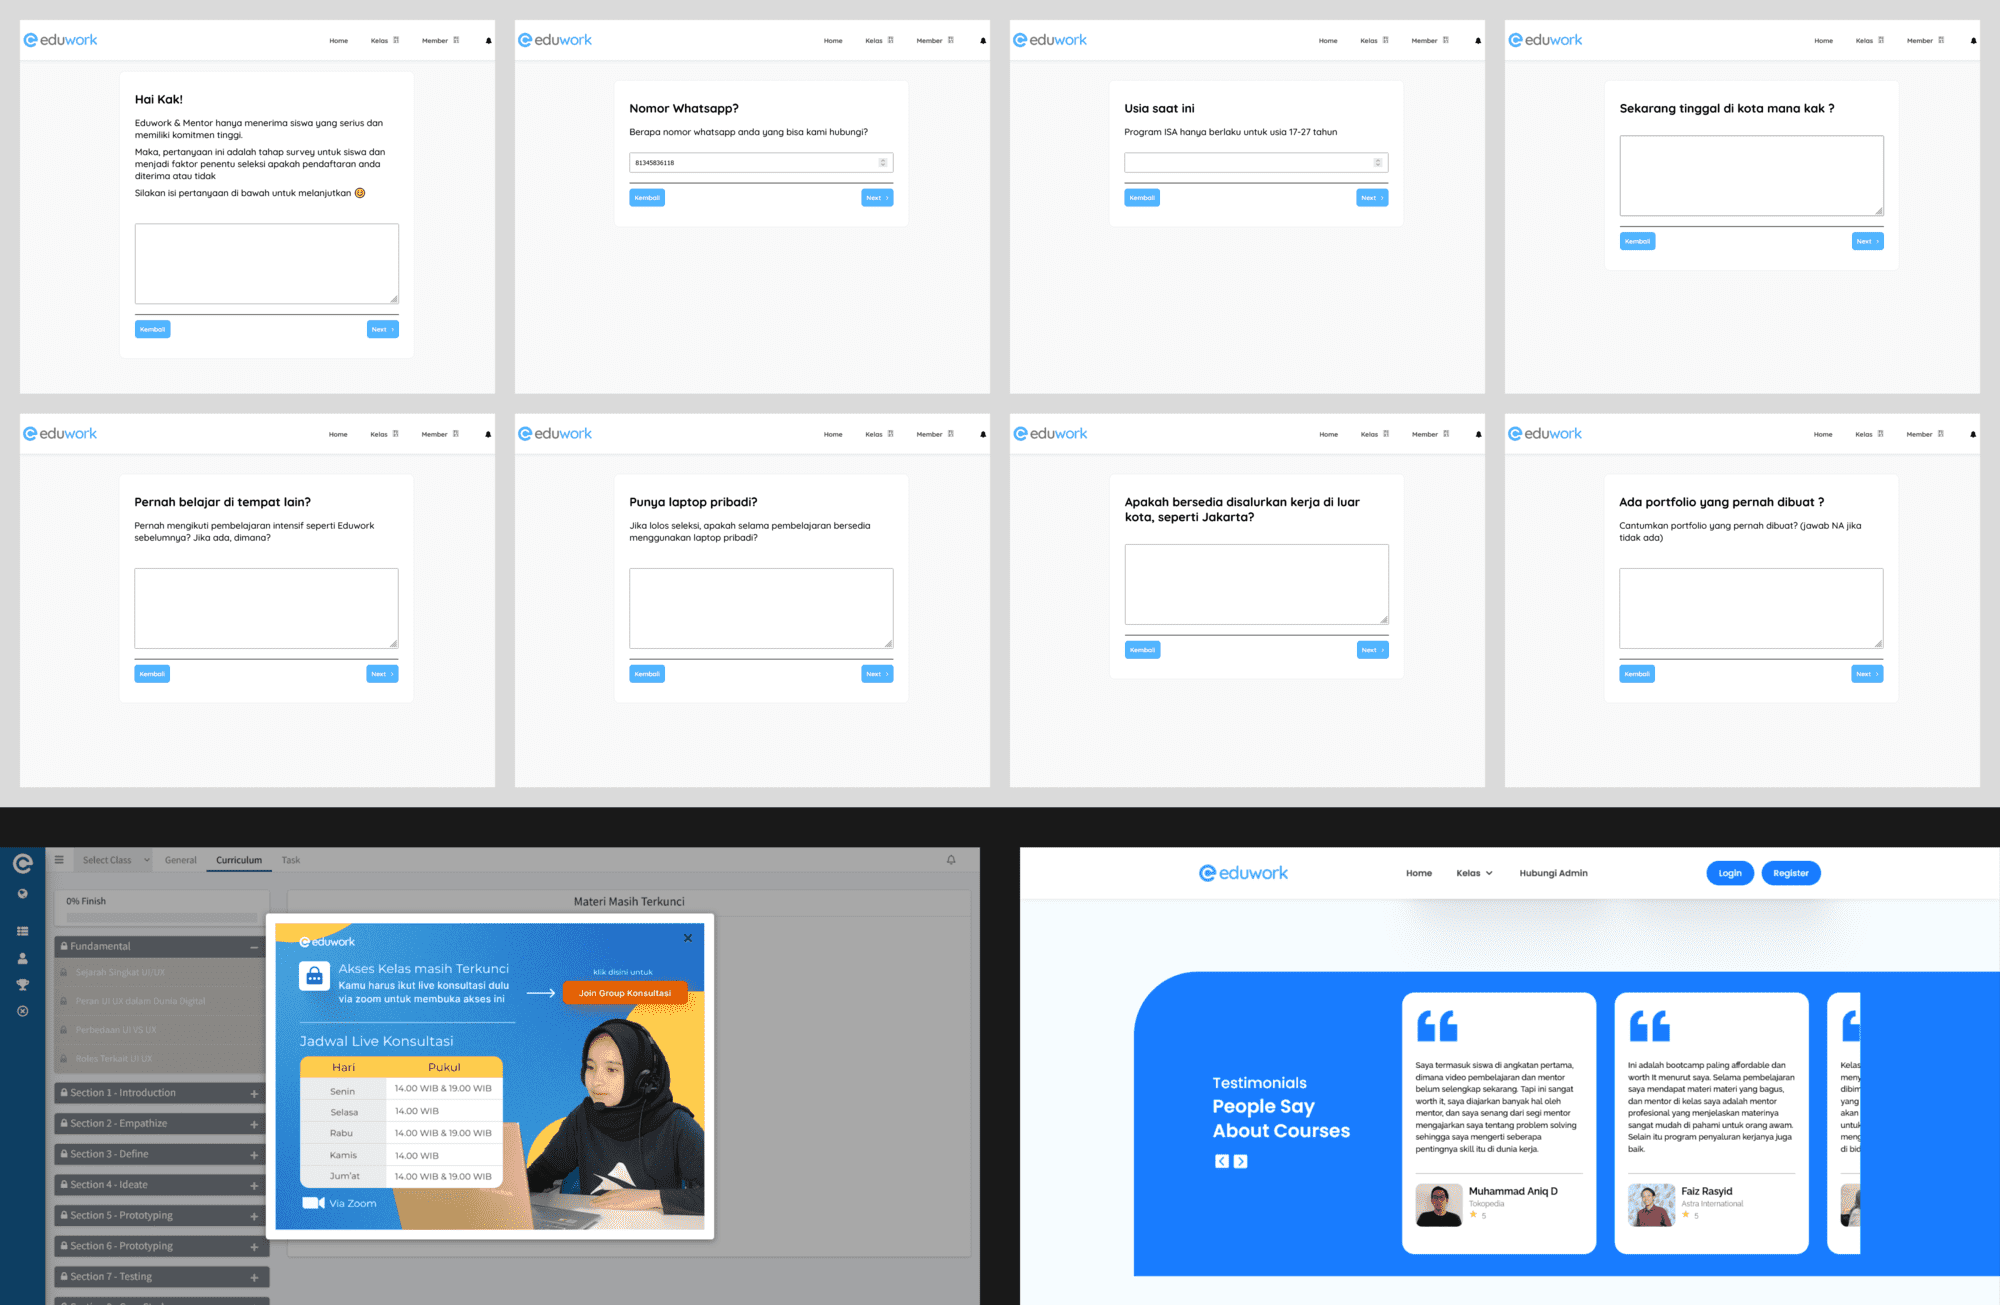 eduwork
Home Kelas Member
Hai Kak!
Eduwork & Mentor hanya menerima siswa yang serius dan
memiliki komitmen tinggi.
Maka, pertanyaan ini adalah tahap survey untuk siswa dan
menjadi faktor penentu seleksi apakah pendaftaran anda
diterima atau tidak
Silakan isi pertanyaan di bawah untuk melanjutkan
Kembali Next
eduwork
Home Kelas Member
Nomor Whatsapp?
Berapa nomor whatsapp anda yang bisa kami hubungi?
81345836118
Kembali Next
eduwork
Home Kelas Member
Usia saat ini
Program ISA hanya berlaku untuk usia 17-27 tahun
Kembali Next
eduwork
Home Kelas Member
Sekarang tinggal di kota mana kak ?
Kembali Next
eduwork
Home Kelas Member
Pernah belajar di tempat lain?
Pernah mengikuti pembelajaran intensif seperti Eduwork
sebelumnya? Jika ada, dimana?
Kembali Next
eduwork
Home Kelas Member
Punya laptop pribadi?
Jika lolos seleksi, apakah selama pembelajaran bersedia
menggunakan laptop pribadi?
Kembali Next
eduwork
Home Kelas Member
Apakah bersedia disalurkan kerja di luar
kota, seperti Jakarta?
Kembali Next
eduwork
Home Kelas Member
Ada portfolio yang pernah dibuat ?
Cantumkan portfolio yang pernah dibuat? (jawab NA jika
tidak ada)
Kembali Next
Select Class General Curriculum Task
0% Finish
Materi Masih Terkunci
Fundamental
Sejarah Singkat UI/UX
Peran UI UX dalam Dunia Digital
Perbedaan UI VS UX
Roles Terkait UI UX
Section 1 - Introduction
Section 2 - Empathize
Section 3 - Define
Section 4 - Ideate
Section 5 - Prototyping
Section 6 - Prototyping
Section 7 - Testing
eduwork
Akses Kelas masih Terkunci
Kamu harus ikut live konsultasi dulu
via zoom untuk membuka akses ini
klik disini untuk
Join Group Konsultasi
Jadwal Live Konsultasi
Hari Pukul
Senin 14.00 WIB & 19.00 WIB
Selasa 14.00 WIB
Rabu 14.00 WIB & 19.00 WIB
Kamis 14.00 WIB
Jum'at 14.00 WIB & 19.00 WIB
Via Zoom
eduwork
Home Kelas Hubungi Admin Login Register
Testimonials
People Say
About Courses
Saya termasuk siswa di angkatan pertama,
dimana video pembelajaran dan mentor
belum selengkap sekarang. Tapi ini sangat
worth it, saya diajarkan banyak hal oleh
mentor, dan saya senang dari segi mentor
mengajarkan saya tentang problem solving
sehingga saya mengerti seberapa
pentingnya skill itu di dunia kerja.
Muhammad Aniq D
Tokopedia
5
Ini adalah bootcamp paling affordable dan
worth It menurut saya. Selama pembelajaran
saya mendapat materi materi yang bagus,
dan mentor di kelas saya adalah mentor
profesional yang menjelaskan materinya
sangat mudah di pahami untuk orang awam.
Selain itu program penyaluran kerjanya juga
baik.
Faiz Rasyid
Astra International
5
Kelas
meny
dibim
yang
akan
untuk
meng
di bid